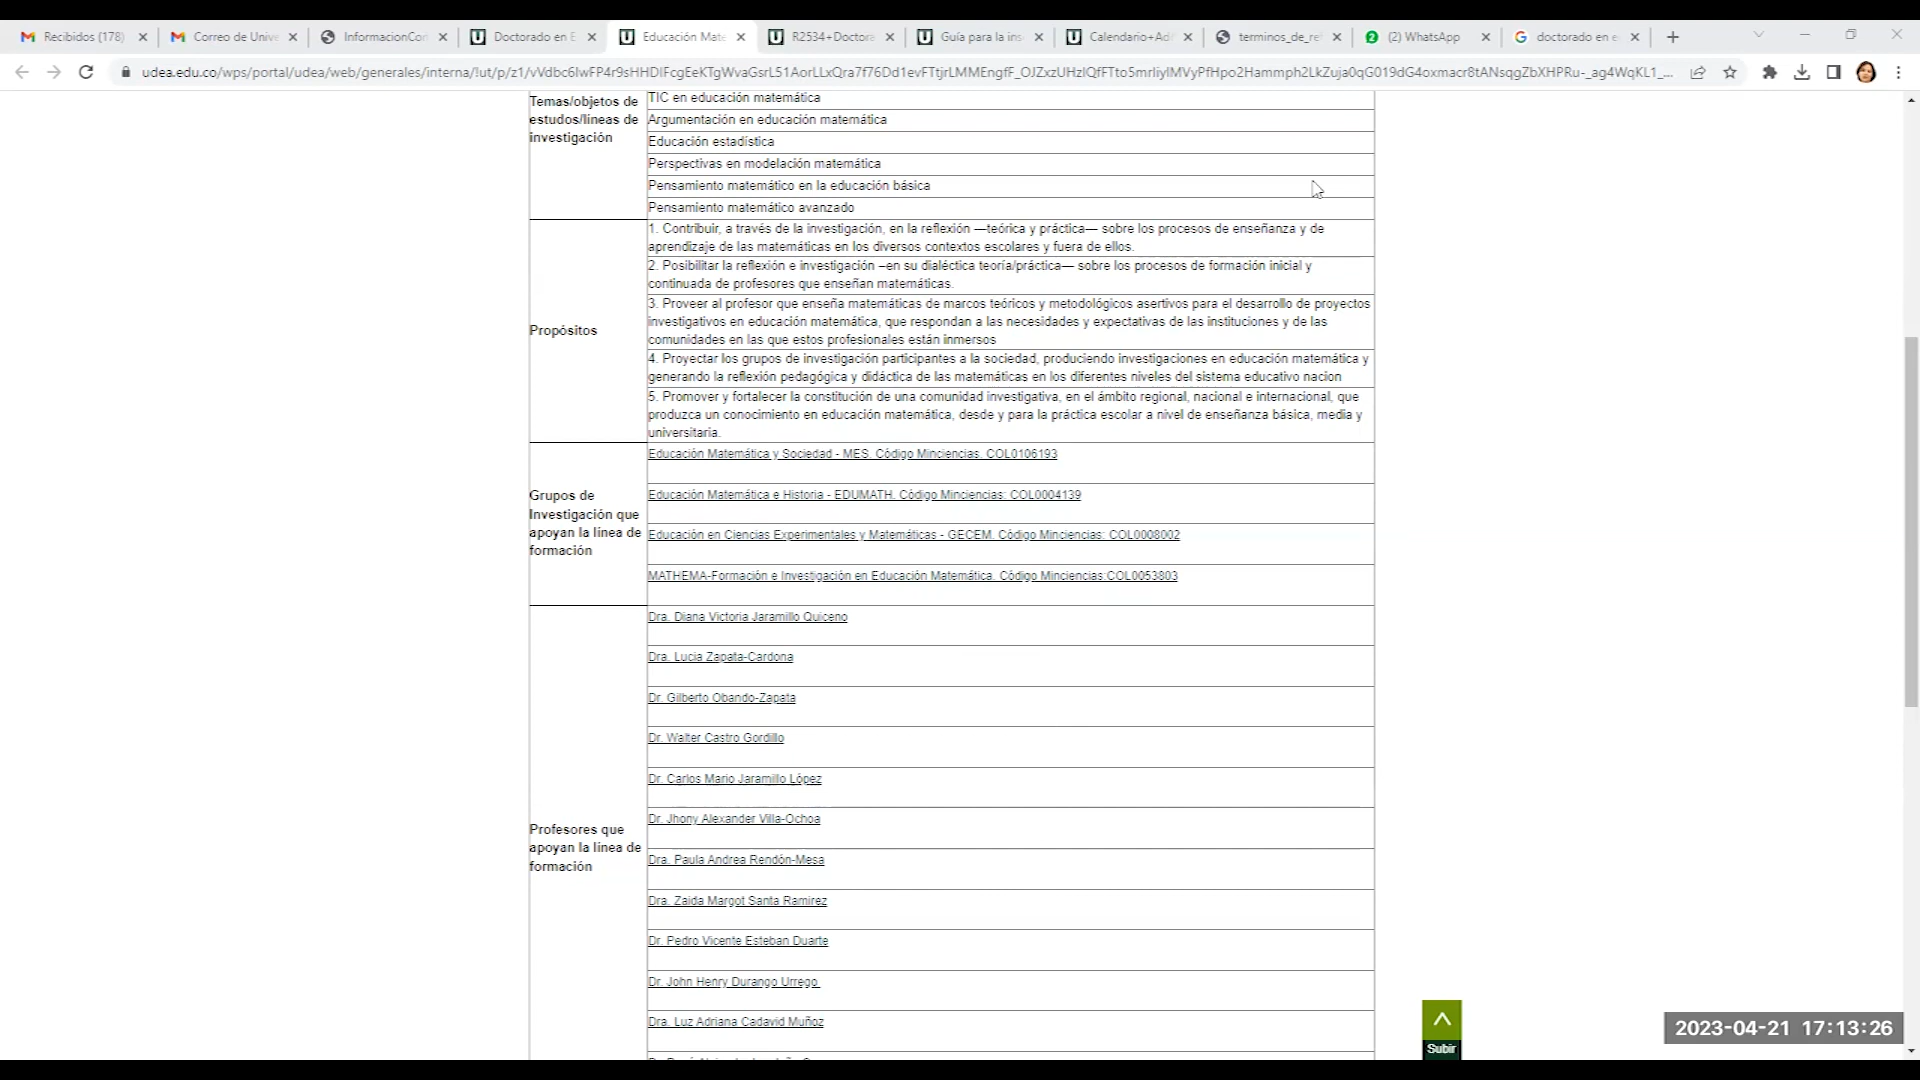 Recibidos (178)
Correo de Unive
InformacionCon
Doctorado en E
Educación Mate
R2534+Doctora
Guía para la ins
Calendario+Ad
terminos_de_re
(2) WhatsApp
doctorado en e
Temas/objetos de
estudos/líneas de
investigación
TIC en educación matemática
Argumentación en educación matemática
Educación estadística
Perspectivas en modelación matemática
Pensamiento matemático en la educación básica
Pensamiento matemático avanzado
Propósitos
1. Contribuir, a través de la investigación, en la reflexión —teórica y práctica— sobre los procesos de enseñanza y de
aprendizaje de las matemáticas en los diversos contextos escolares y fuera de ellos.
2. Posibilitar la reflexión e investigación –en su dialéctica teoría/práctica— sobre los procesos de formación inicial y
continuada de profesores que enseñan matemáticas.
3. Proveer al profesor que enseña matemáticas de marcos teóricos y metodológicos asertivos para el desarrollo de proyectos
investigativos en educación matemática, que respondan a las necesidades y expectativas de las instituciones y de las
comunidades en las que estos profesionales están inmersos
4. Proyectar los grupos de investigación participantes a la sociedad, produciendo investigaciones en educación matemática y
generando la reflexión pedagógica y didáctica de las matemáticas en los diferentes niveles del sistema educativo nacion
5. Promover y fortalecer la constitución de una comunidad investigativa, en el ámbito regional, nacional e internacional, que
produzca un conocimiento en educación matemática, desde y para la práctica escolar a nivel de enseñanza básica, media y
universitaria.
Grupos de
Investigación que
apoyan la línea de
formación
Educación Matemática y Sociedad - MES. Código Minciencias. COL0106193
Educación Matemática e Historia - EDUMATH. Código Minciencias: COL0004139
Educación en Ciencias Experimentales y Matemáticas - GECEM. Código Minciencias: COL0008002
MATHEMA-Formación e Investigación en Educación Matemática. Código Minciencias:COL0053803
Profesores que
apoyan la línea de
formación
Dra. Diana Victoria Jaramillo Quiceno
Dra. Lucia Zapata-Cardona
Dr. Gilberto Obando-Zapata
Dr. Walter Castro Gordillo
Dr. Carlos Mario Jaramillo López
Dr. Jhony Alexander Villa-Ochoa
Dra. Paula Andrea Rendón-Mesa
Dra. Zaida Margot Santa Ramirez
Dr. Pedro Vicente Esteban Duarte
Dr. John Henry Durango Urrego
Dra. Luz Adriana Cadavid Muñoz
Subir
2023-04-21 17:13:26